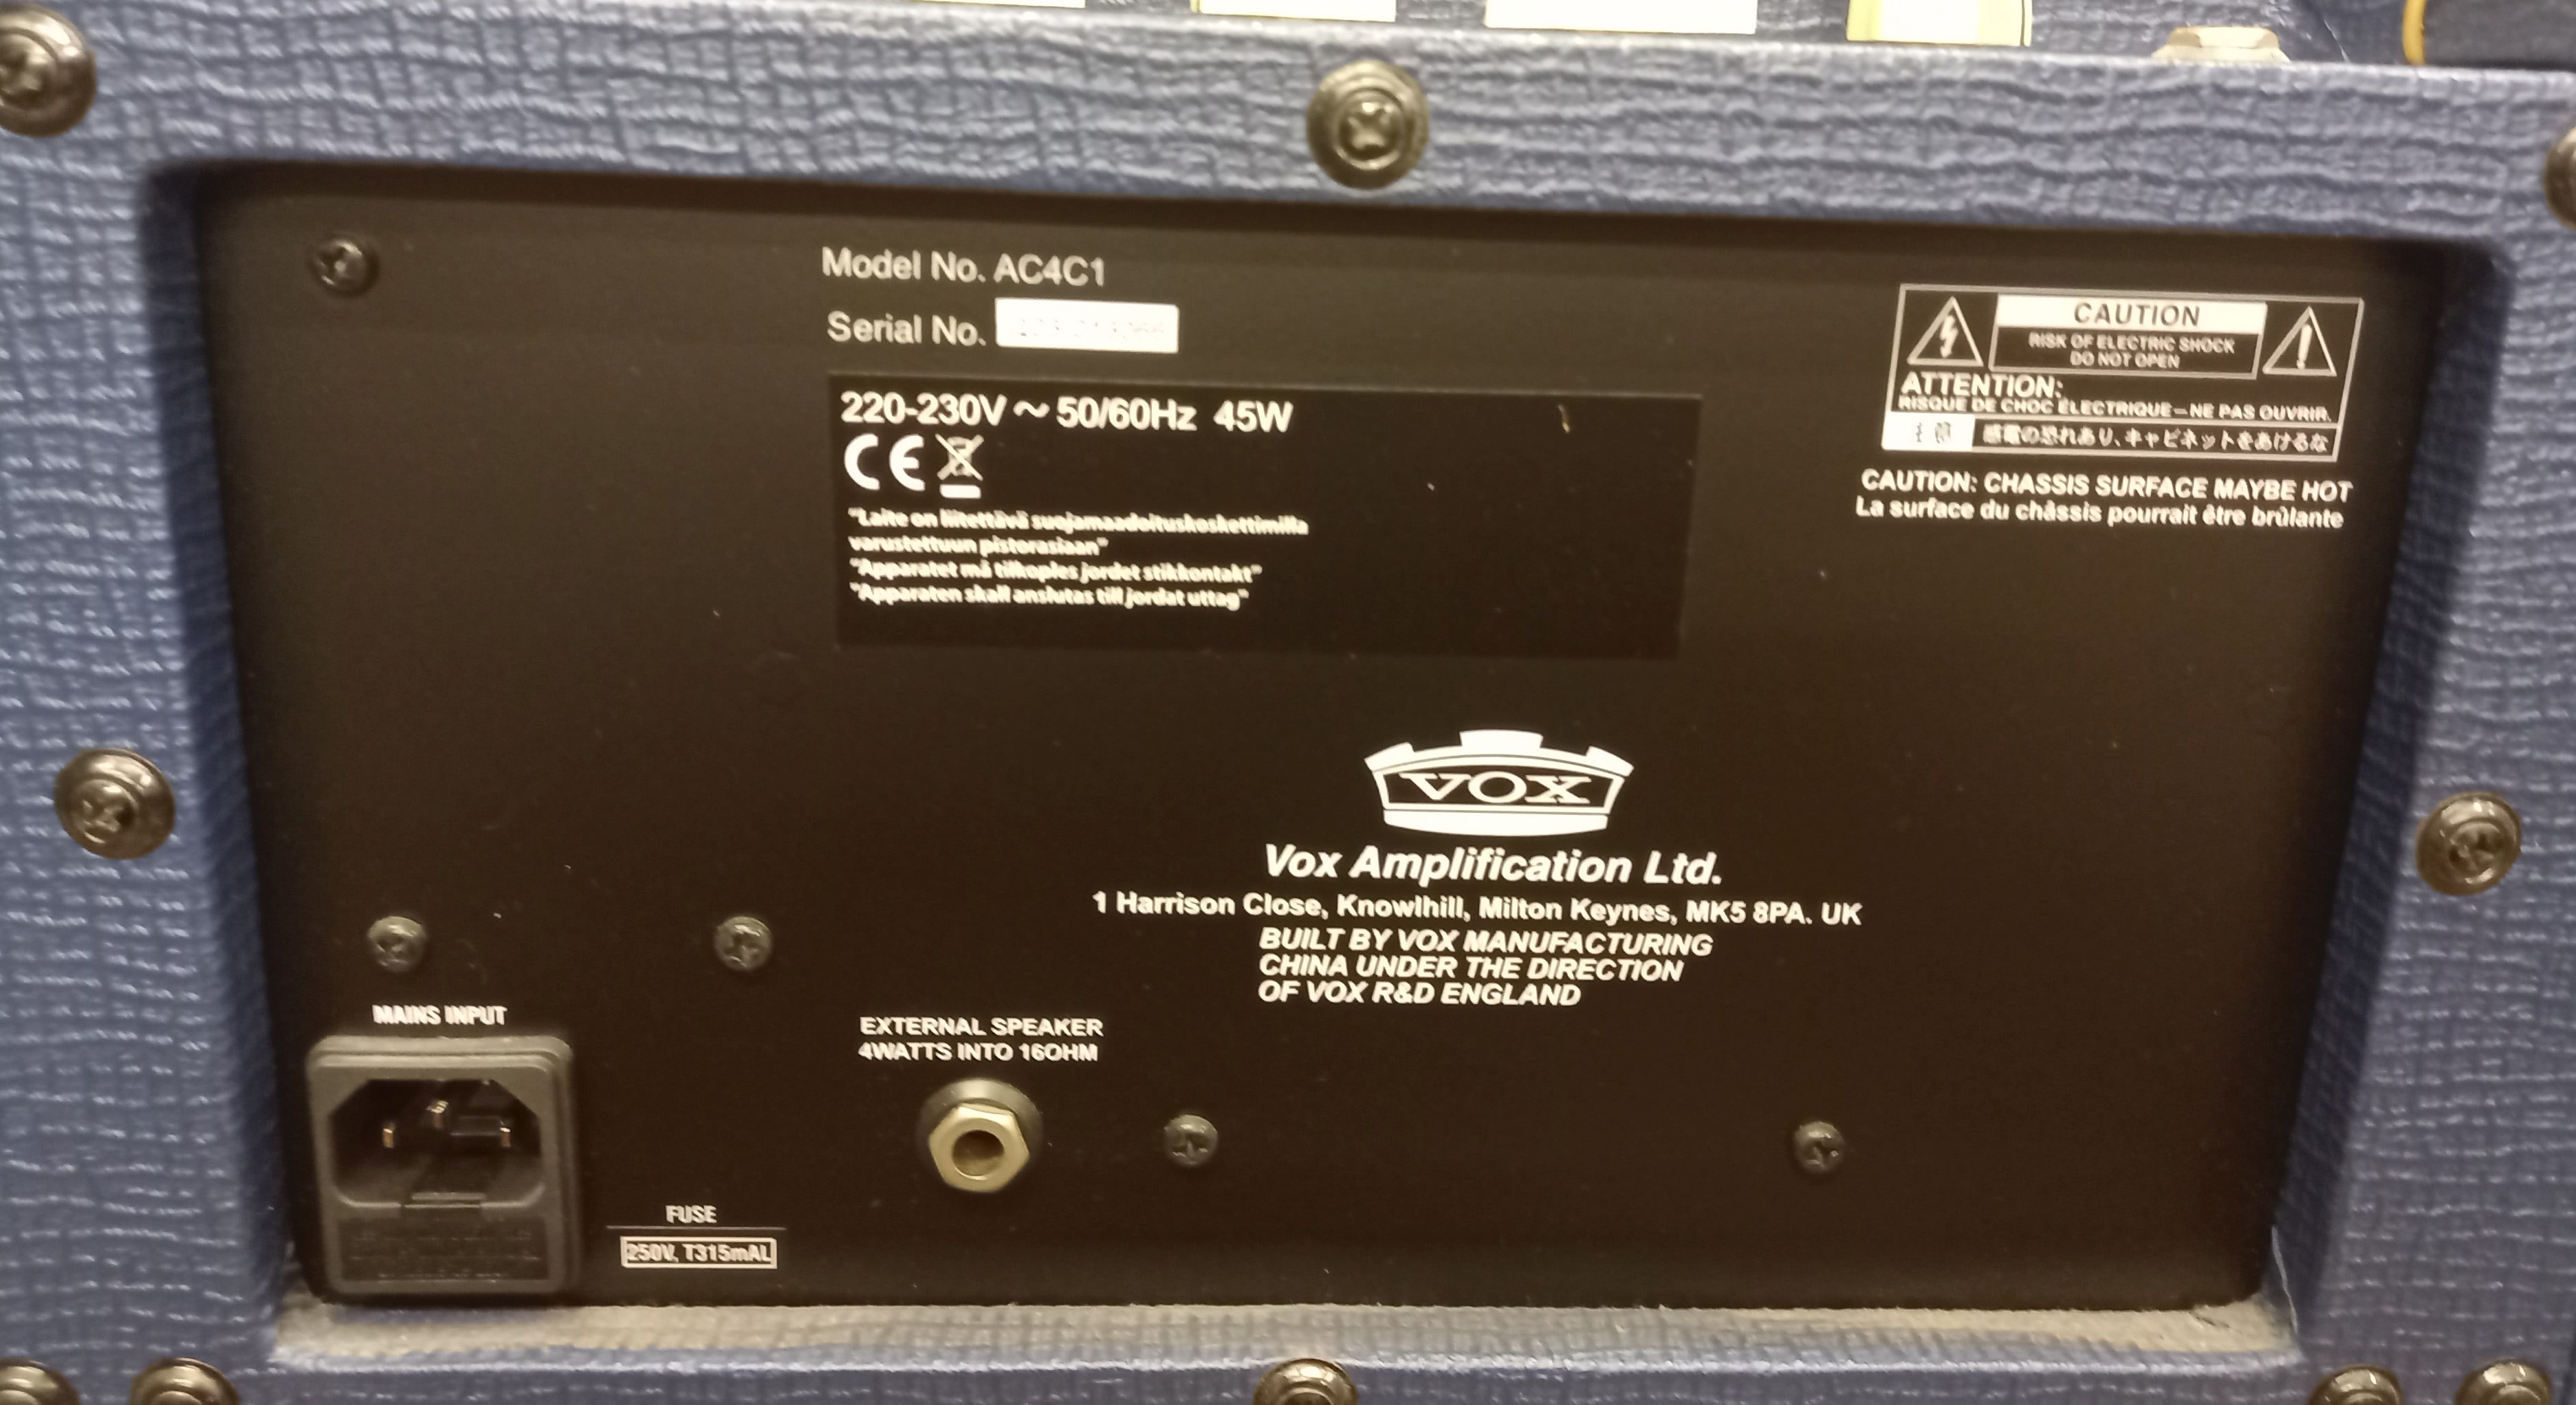 Model No. AC4C1
Serial No.
220-230V ~ 50/60Hz 45W
CE
"Laite on liitettävä suojamaadoituskoskettimilla
varustettuun pistorasiaan"
"Apparatet må tilkoples jordet stikkontakt"
"Apparaten skall anslutas till jordat uttag"
CAUTION
RISK OF ELECTRIC SHOCK
DO NOT OPEN
ATTENTION:
RISQUE DE CHOC ÉLECTRIQUE—NE PAS OUVRIR.
感電の恐れあり、キャビネットをあけるな
CAUTION: CHASSIS SURFACE MAYBE HOT
La surface du châssis pourrait être brûlante
VOX
Vox Amplification Ltd.
1 Harrison Close, Knowlhill, Milton Keynes, MK5 8PA. UK
BUILT BY VOX MANUFACTURING
CHINA UNDER THE DIRECTION
OF VOX R&D ENGLAND
MAINS INPUT
EXTERNAL SPEAKER
4WATTS INTO 16OHM
FUSE
250V, T315mAL